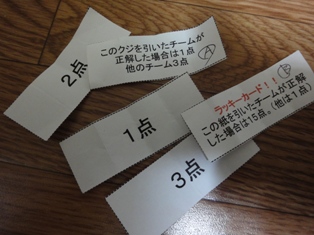 2点
このクジを引いたチームが
正解した場合は1点
他のチーム3点
A
1点
ラッキーカード!!
B
この紙を引いたチームが正解
した場合は15点。(他は1点)
3点